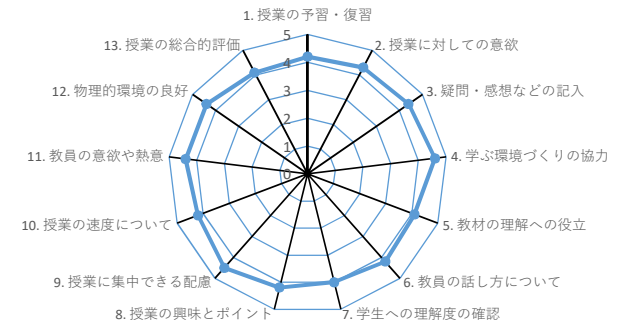 1. 授業の予習・復習
2. 授業に対しての意欲
3. 疑問・感想などの記入
4. 学ぶ環境づくりの協力
5. 教材の理解への役立
6. 教員の話し方について
7. 学生への理解度の確認
8. 授業の興味とポイント
9. 授業に集中できる配慮
10. 授業の速度について
11. 教員の意欲や熱意
12. 物理的環境の良好
13. 授業の総合的評価
5
4
3
2
1
0